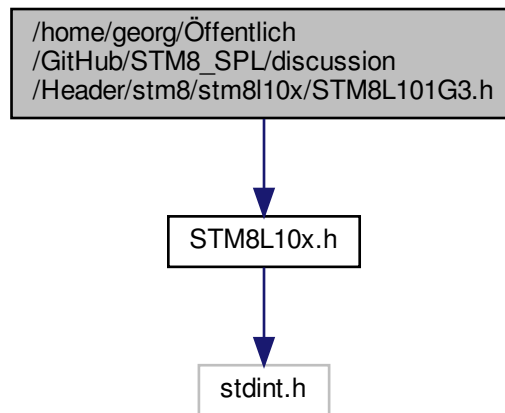 /home/georg/Öffentlich
/GitHub/STM8_SPL/discussion
/Header/stm8/stm8l10x/STM8L101G3.h
STM8L10x.h
stdint.h